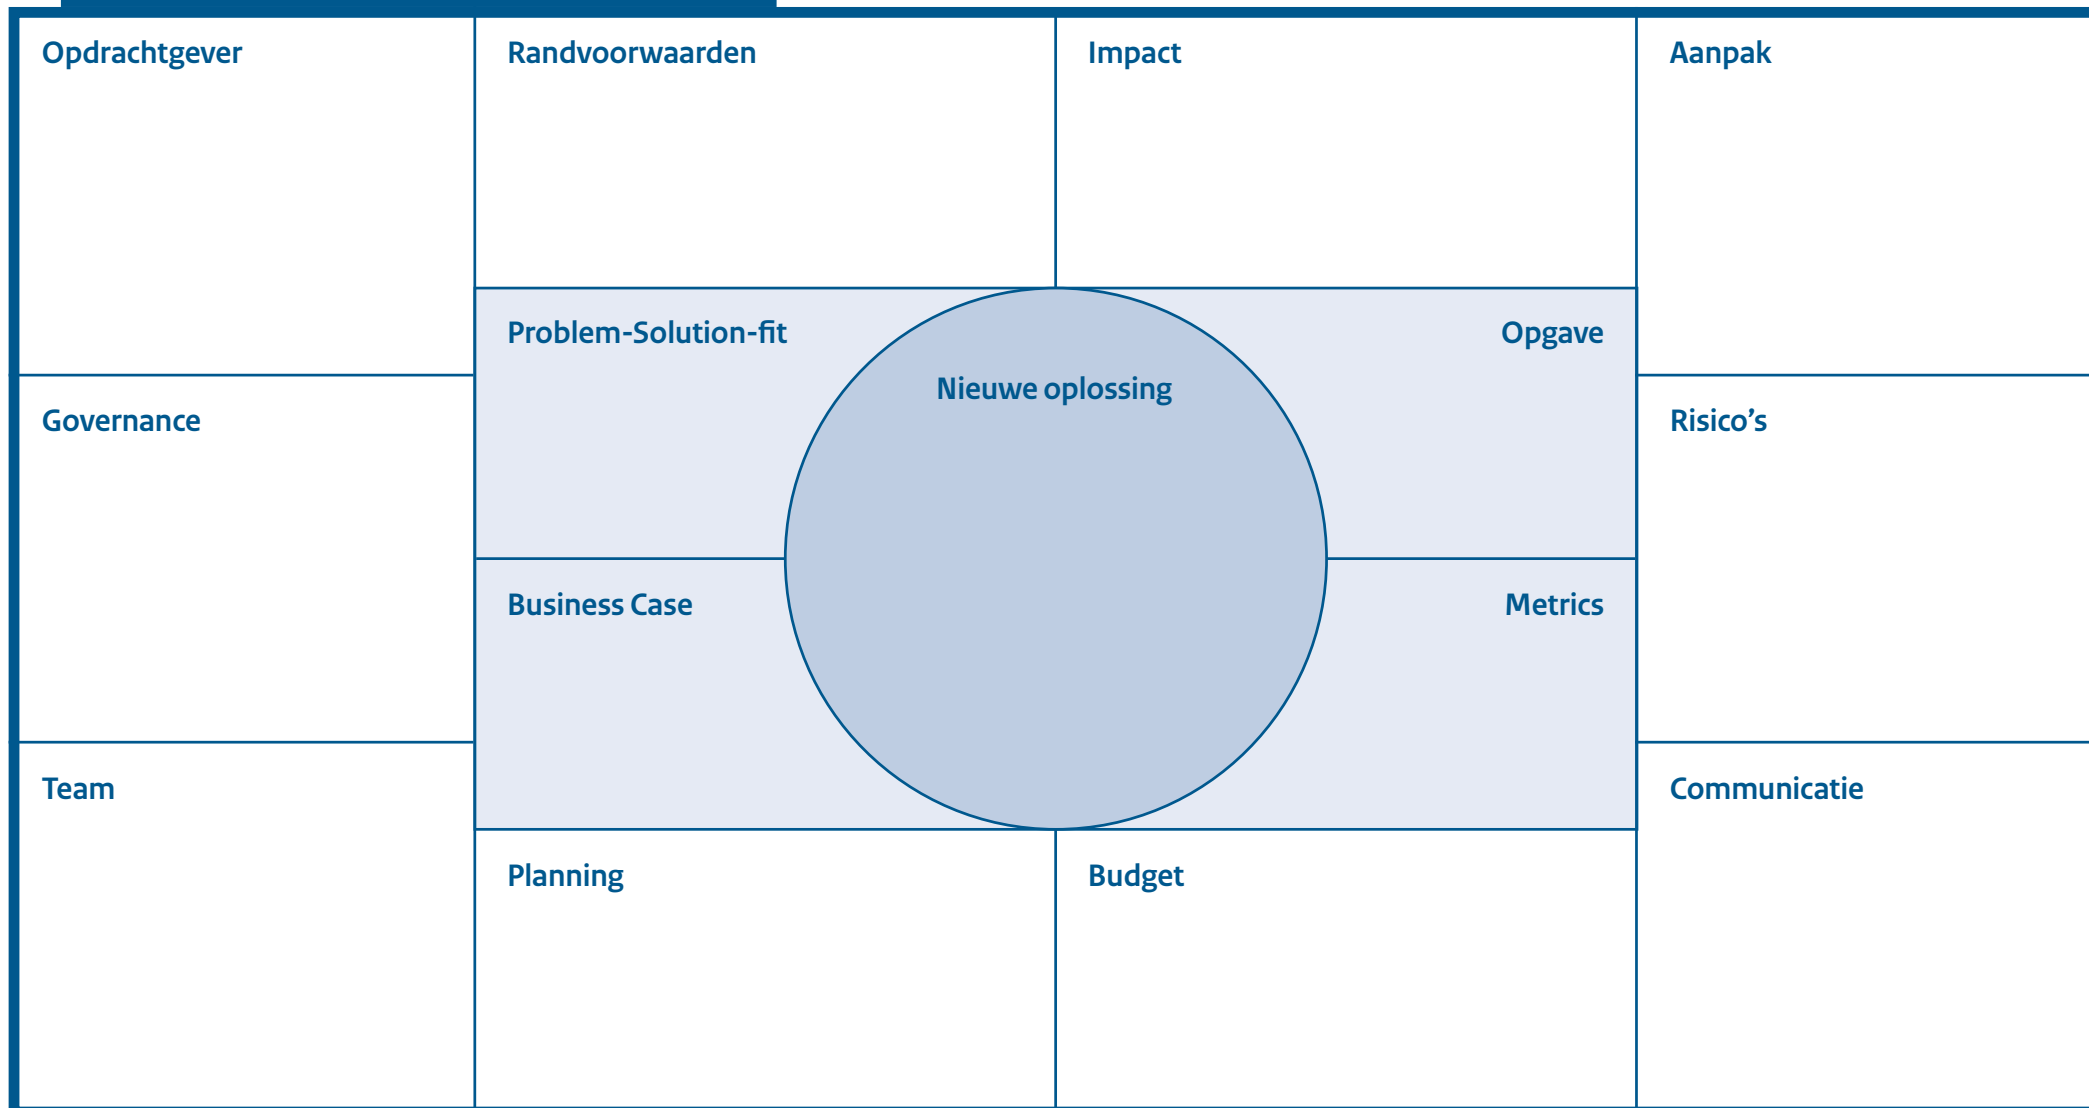 Opdrachtgever
Randvoorwaarden
Impact
Aanpak
Problem-Solution-fit
Opgave
Nieuwe oplossing
Governance
Risico’s
Business Case
Metrics
Team
Communicatie
Planning
Budget